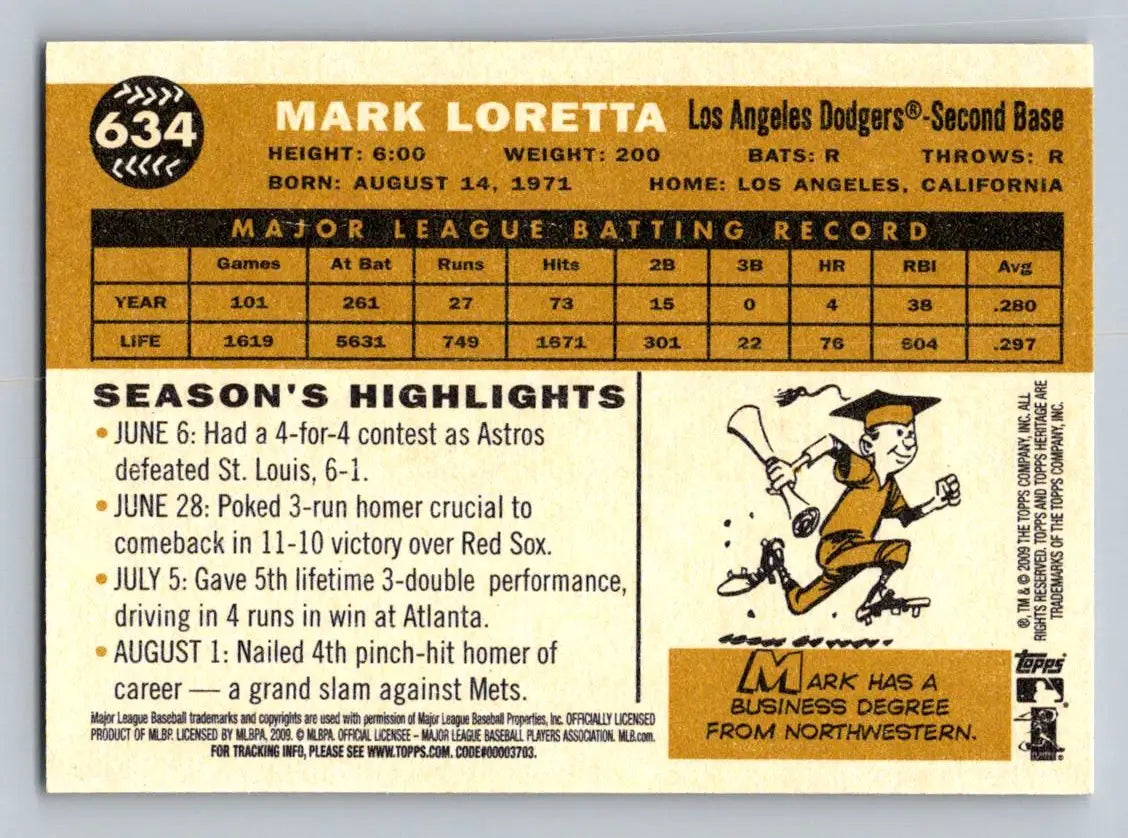 634
MARK LORETTA Los Angeles Dodgers®-Second Base
HEIGHT: 6:00 WEIGHT: 200 BATS: R THROWS: R
BORN: AUGUST 14, 1971 HOME: LOS ANGELES, CALIFORNIA
MAJOR LEAGUE BATTING RECORD
Games At Bat Runs Hits 2B 3B HR RBI Avg
YEAR 101 261 27 73 15 0 4 38 .280
LIFE 1619 5631 749 1671 301 22 76 604 .297
SEASON'S HIGHLIGHTS
• JUNE 6: Had a 4-for-4 contest as Astros
defeated St. Louis, 6-1.
• JUNE 28: Poked 3-run homer crucial to
comeback in 11-10 victory over Red Sox.
• JULY 5: Gave 5th lifetime 3-double performance,
driving in 4 runs in win at Atlanta.
• AUGUST 1: Nailed 4th pinch-hit homer of
career — a grand slam against Mets.
Major League Baseball trademarks and copyrights are used with permission of Major League Baseball Properties, Inc. OFFICIALLY LICENSED
PRODUCT OF MLBP. LICENSED BY MLBPA, 2009. © MLBPA. OFFICIAL LICENSEE – MAJOR LEAGUE BASEBALL PLAYERS ASSOCIATION. MLB.com.
FOR TRACKING INFO, PLEASE SEE WWW.TOPPS.COM. CODE#00003703.
MARK HAS A
BUSINESS DEGREE
FROM NORTHWESTERN.
®, TM & © 2009 THE TOPPS COMPANY, INC. ALL
RIGHTS RESERVED. TOPPS AND TOPPS HERITAGE ARE
TRADEMARKS OF THE TOPPS COMPANY, INC.
topps